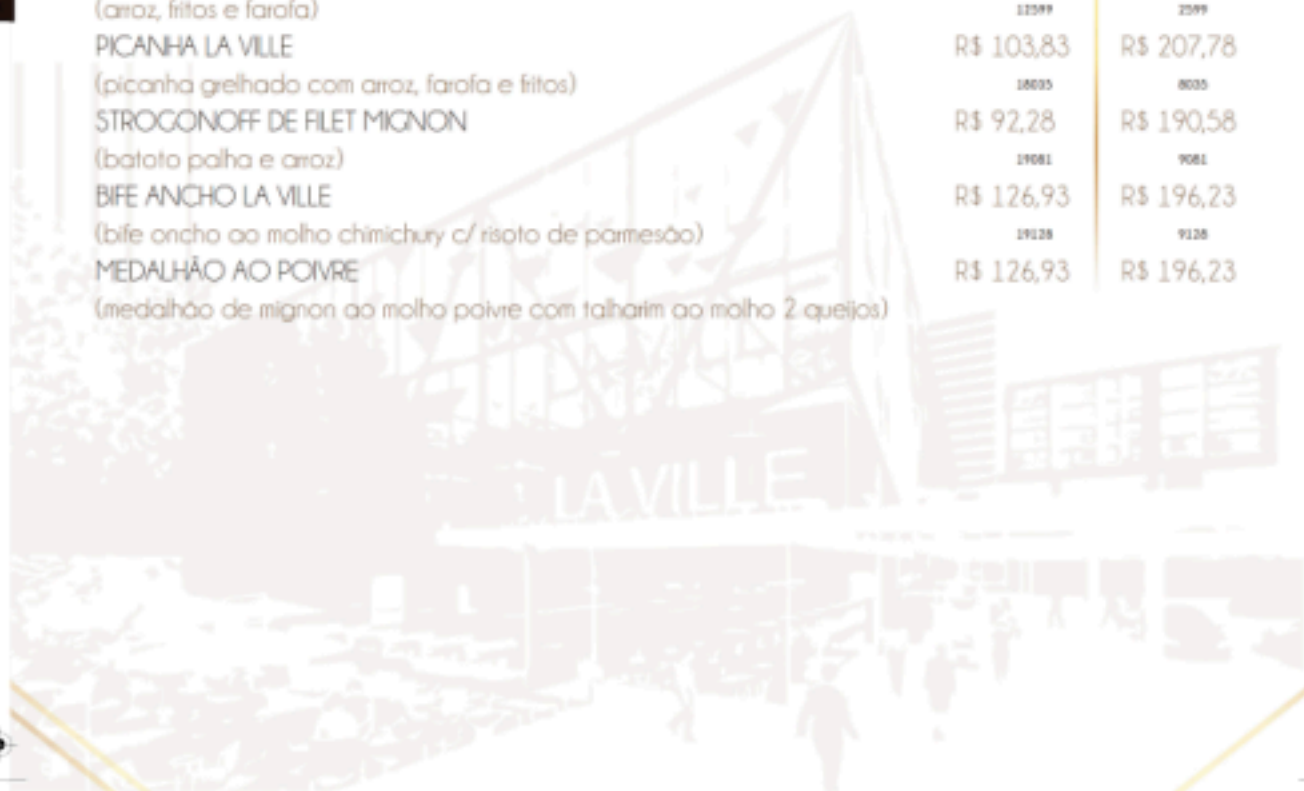 (arroz, fritos e farofa) 12599 2599
PICANHA LA VILLE R$ 103,83 R$ 207,78
(picanha grelhado com arroz, farofa e fritos) 18035 8035
STROGONOFF DE FILET MIGNON R$ 92,28 R$ 190,58
(batoto palha e arroz) 19081 9081
BIFE ANCHO LA VILLE R$ 126,93 R$ 196,23
(bife oncho ao molho chimichury c/ risoto de parmesão) 19128 9128
MEDALHÃO AO POIVRE R$ 126,93 R$ 196,23
(medalhão de mignon ao molho poivre com talharim ao molho 2 queijos)
LA VILLE